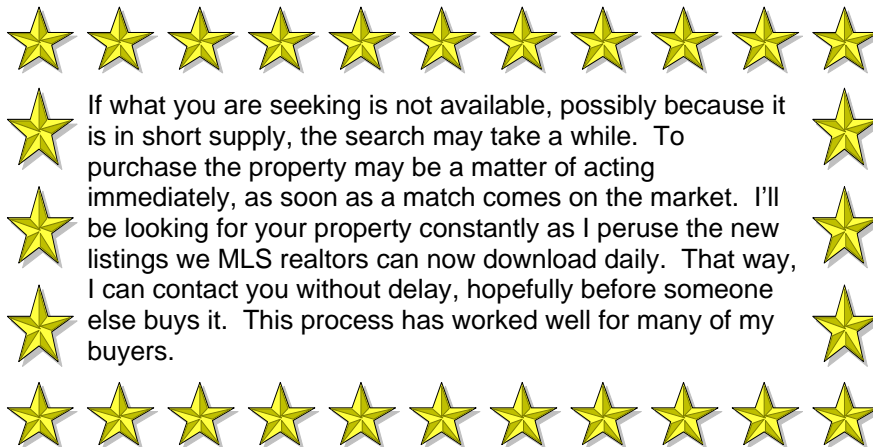 If what you are seeking is not available, possibly because it
is in short supply, the search may take a while.  To
purchase the property may be a matter of acting
immediately, as soon as a match comes on the market.  I’ll
be looking for your property constantly as I peruse the new
listings we MLS realtors can now download daily.  That way,
I can contact you without delay, hopefully before someone
else buys it.  This process has worked well for many of my
buyers.